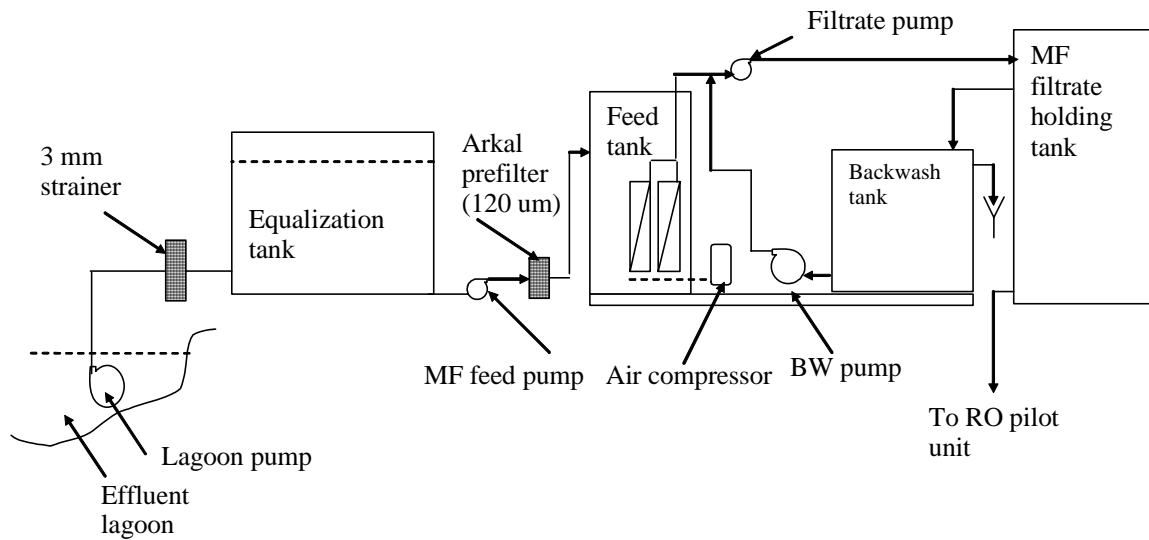 Filtrate pump
MF
filtrate
holding
tank
Feed
tank
Arkal
prefilter
(120 um)
3 mm
strainer
Backwash
tank
Equalization
tank
MF feed pump
Air compressor
BW pump
To RO pilot
unit
Lagoon pump
Effluent
lagoon